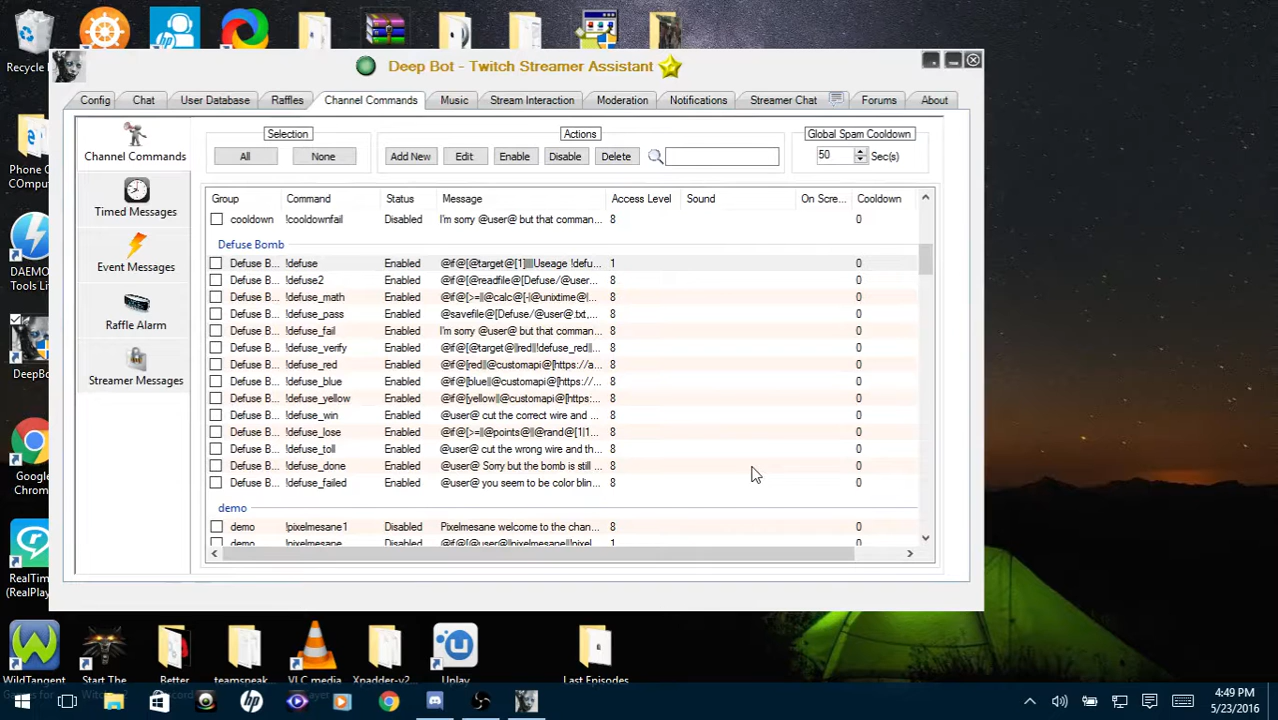 Recycle
Phone C
COmput
DAEMO
Tools Li
DeepBo
Google
Chrom
RealTim
(RealPlay
WildTangent
Start The
Better
teamspeak
VLC media
Xpadder-v2...
Uplay
Last Episodes
Deep Bot - Twitch Streamer Assistant
Config Chat User Database Raffles Channel Commands Music Stream Interaction Moderation Notifications Streamer Chat Forums About
Channel Commands
Timed Messages
Event Messages
Raffle Alarm
Streamer Messages
Selection Actions Global Spam Cooldown
All None Add New Edit Enable Disable Delete 50 Sec(s)
Group Command Status Message Access Level Sound On Scre... Cooldown
cooldown !cooldownfail Disabled I'm sorry @user@ but that comman... 8 0
Defuse Bomb
Defuse B... !defuse Enabled @if@[@target@[1]||||Useage !defu... 1 0
Defuse B... !defuse2 Enabled @if@[@readfile@[Defuse/@user... 8 0
Defuse B... !defuse_math Enabled @if@[>=||@calc@[-|@unixtime@|... 8 0
Defuse B... !defuse_pass Enabled @savefile@[Defuse/@user@.txt,... 8 0
Defuse B... !defuse_fail Enabled I'm sorry @user@ but that comman... 8 0
Defuse B... !defuse_verify Enabled @if@[@target@||red||!defuse_red||... 8 0
Defuse B... !defuse_red Enabled @if@[red||@customapi@[https://a... 8 0
Defuse B... !defuse_blue Enabled @if@[blue||@customapi@[https://... 8 0
Defuse B... !defuse_yellow Enabled @if@[yellow||@customapi@[https:... 8 0
Defuse B... !defuse_win Enabled @user@ cut the correct wire and ... 8 0
Defuse B... !defuse_lose Enabled @if@[>=||@points@||@rand@[1|1... 8 0
Defuse B... !defuse_toll Enabled @user@ cut the wrong wire and th... 8 0
Defuse B... !defuse_done Enabled @user@ Sorry but the bomb is still ... 8 0
Defuse B... !defuse_failed Enabled @user@ you seem to be color blin... 8 0
demo
demo !pixelmesane1 Disabled Pixelmesane welcome to the chan... 8 0
demo !pixelmesane Disabled @if@[@user@||pixelmesane||!pixel... 1 0
4:49 PM
5/23/2016